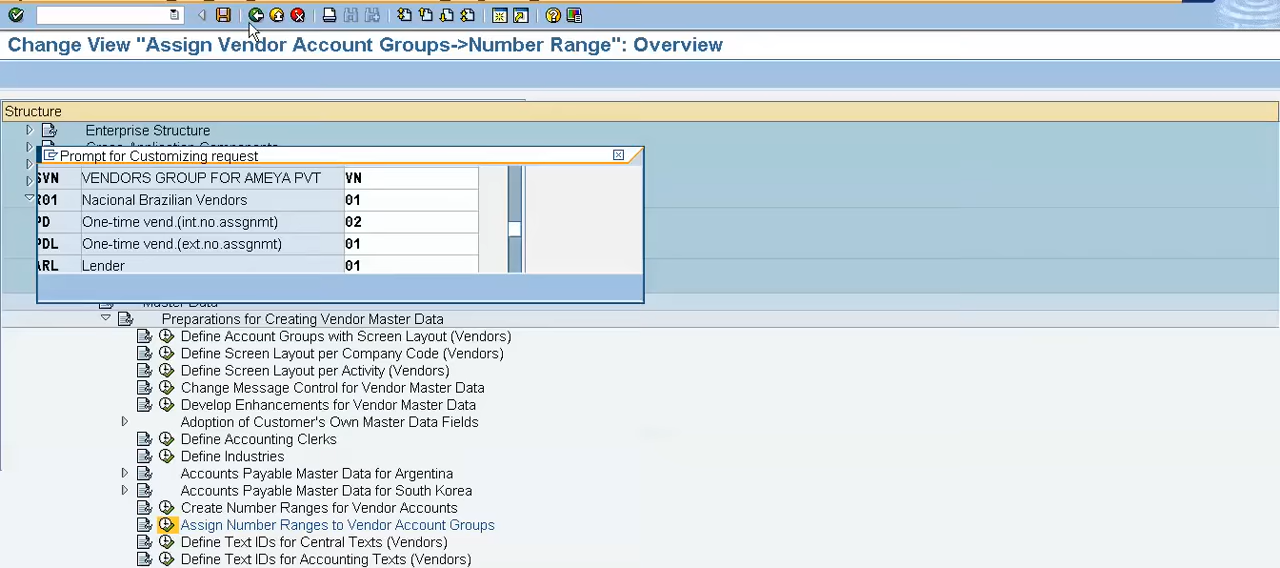 Change View "Assign Vendor Account Groups->Number Range": Overview
Structure
Enterprise Structure
Prompt for Customizing request
SVN VENDORS GROUP FOR AMEYA PVT VN
R01 Nacional Brazilian Vendors 01
PD One-time vend.(int.no.assgnmt) 02
PDL One-time vend.(ext.no.assgnmt) 01
ARL Lender 01
Master Data
Preparations for Creating Vendor Master Data
Define Account Groups with Screen Layout (Vendors)
Define Screen Layout per Company Code (Vendors)
Define Screen Layout per Activity (Vendors)
Change Message Control for Vendor Master Data
Develop Enhancements for Vendor Master Data
Adoption of Customer's Own Master Data Fields
Define Accounting Clerks
Define Industries
Accounts Payable Master Data for Argentina
Accounts Payable Master Data for South Korea
Create Number Ranges for Vendor Accounts
Assign Number Ranges to Vendor Account Groups
Define Text IDs for Central Texts (Vendors)
Define Text IDs for Accounting Texts (Vendors)